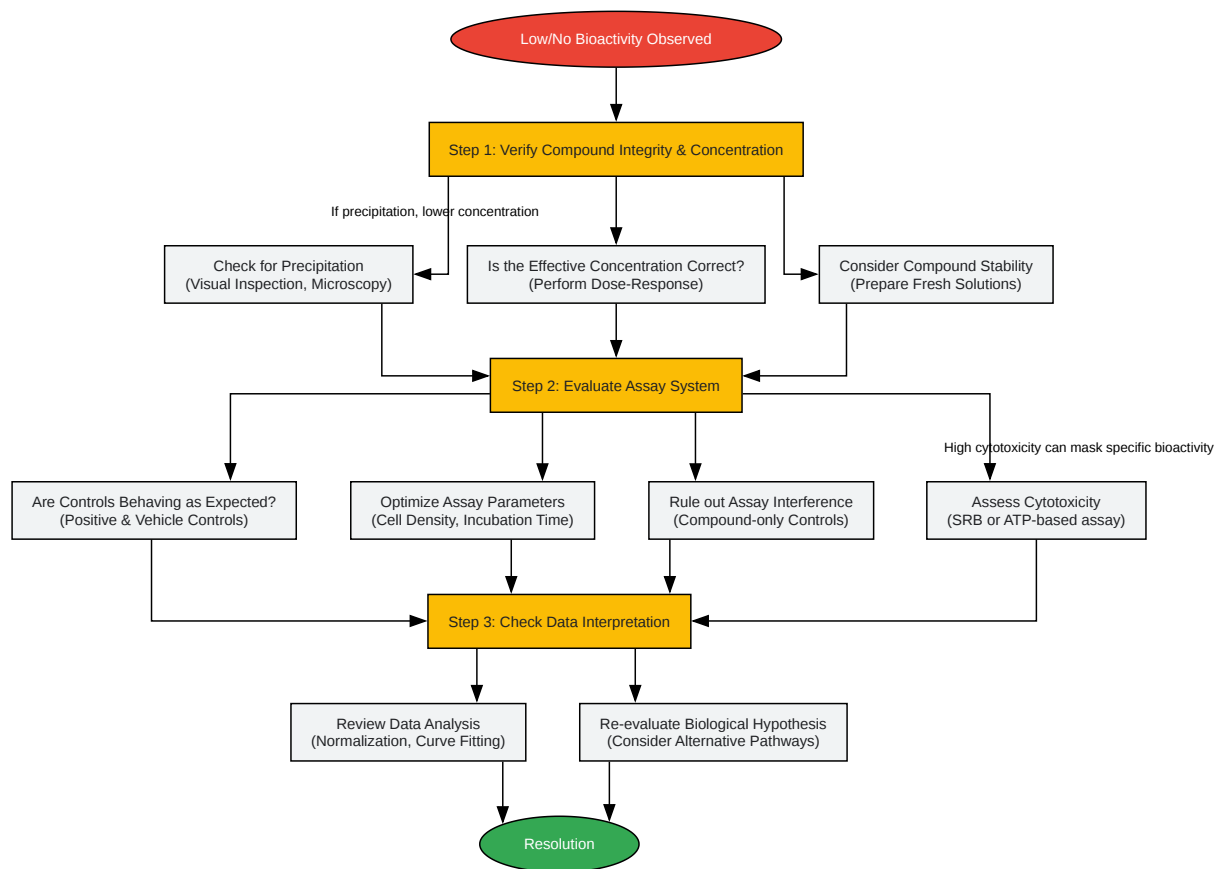 Low/No Bioactivity Observed
Step 1: Verify Compound Integrity & Concentration
If precipitation, lower concentration
Check for Precipitation
(Visual Inspection, Microscopy)
Is the Effective Concentration Correct?
(Perform Dose-Response)
Consider Compound Stability
(Prepare Fresh Solutions)
Step 2: Evaluate Assay System
High cytotoxicity can mask specific bioactivity
Are Controls Behaving as Expected?
(Positive & Vehicle Controls)
Optimize Assay Parameters
(Cell Density, Incubation Time)
Rule out Assay Interference
(Compound-only Controls)
Assess Cytotoxicity
(SRB or ATP-based assay)
Step 3: Check Data Interpretation
Review Data Analysis
(Normalization, Curve Fitting)
Re-evaluate Biological Hypothesis
(Consider Alternative Pathways)
Resolution